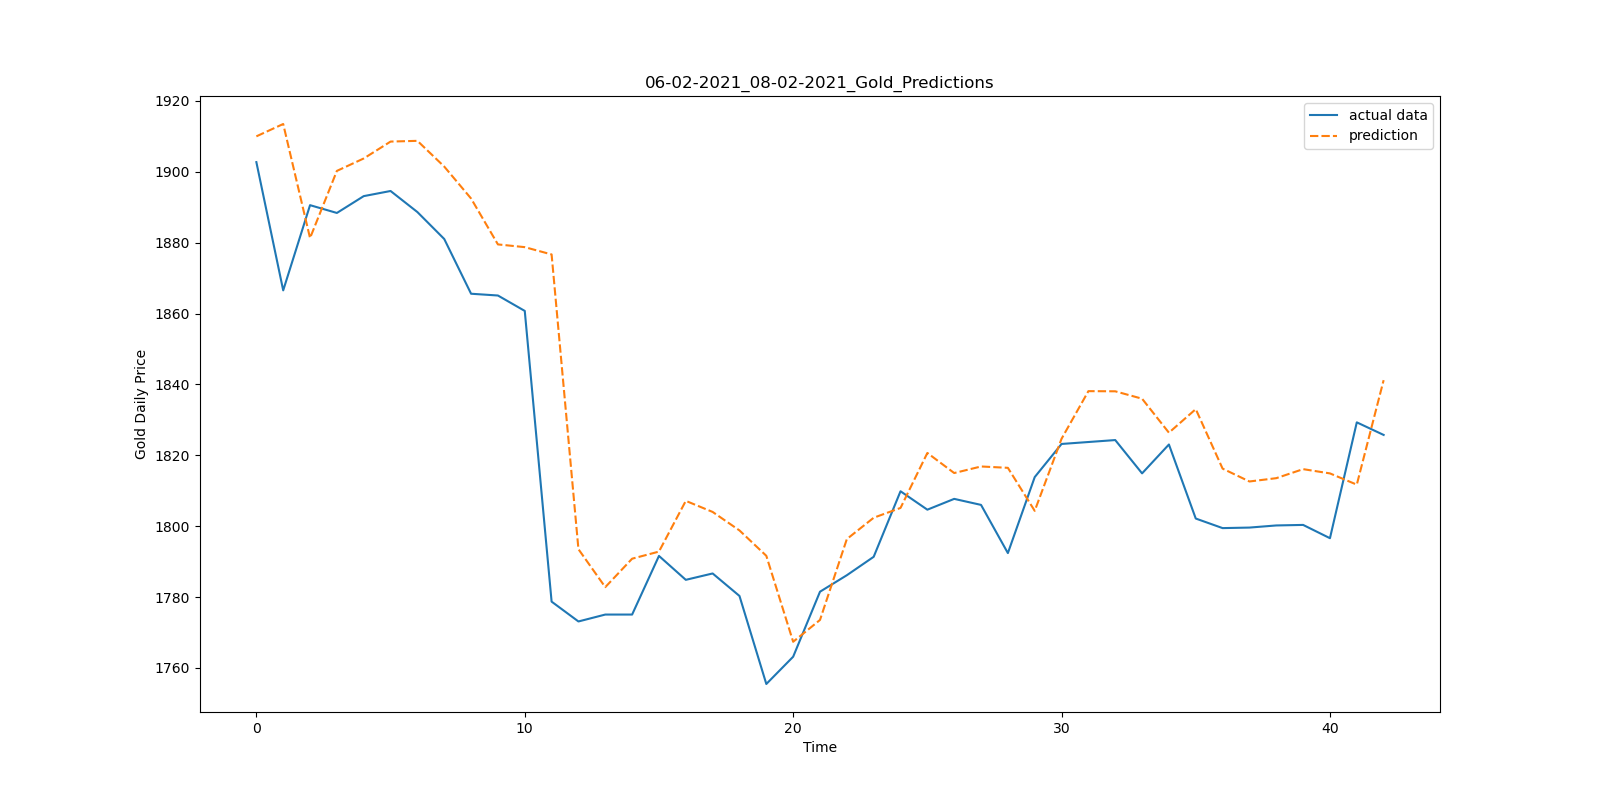 06-02-2021_08-02-2021_Gold_Predictions
actual data
prediction
Gold Daily Price
1920
1900
1880
1860
1840
1820
1800
1780
1760
0 10 20 30 40
Time